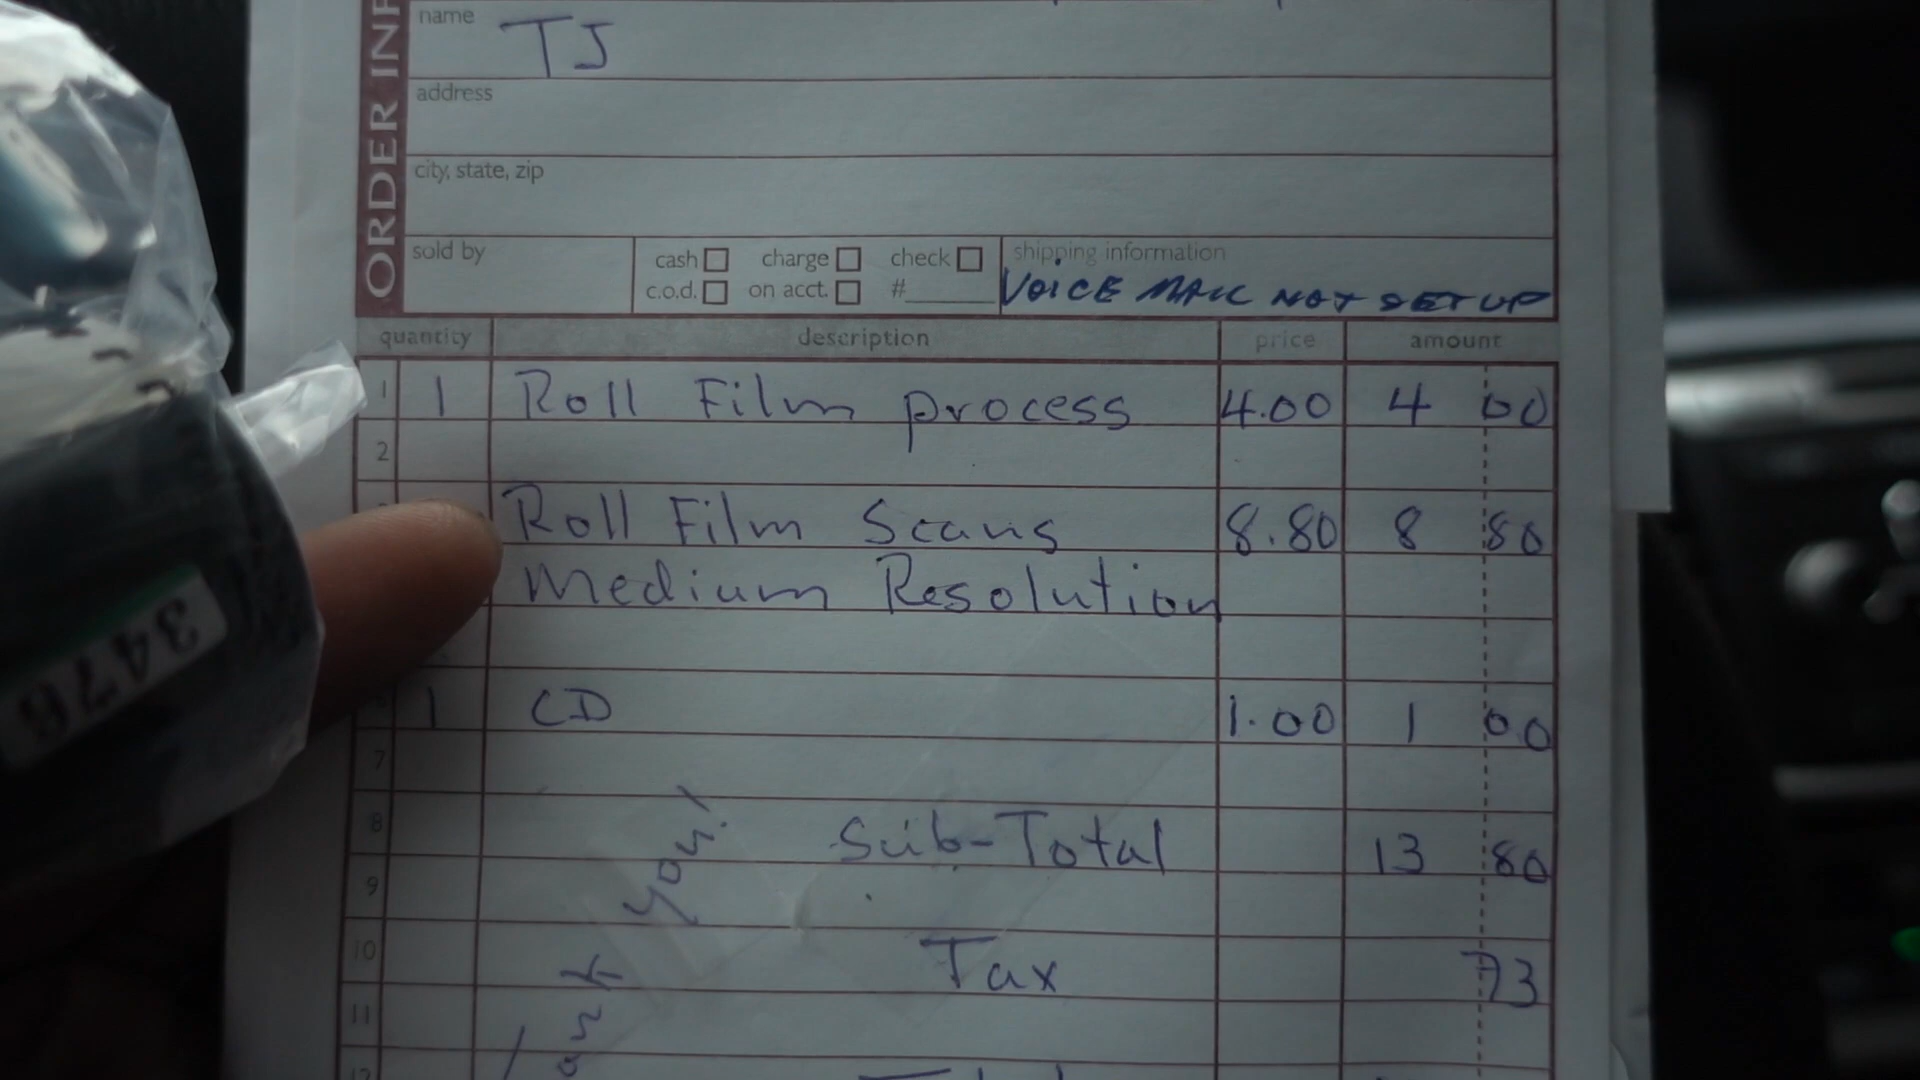 ORDER INF
name TJ
address
city, state, zip
sold by
cash charge check
c.o.d. on acct. #
shipping information
VOICE MAIL NOT SET UP
quantity description price amount
1 1 Roll Film process 4.00 4 00
2
Roll Film Scans 8.80 8 80
Medium Resolution
1 CD 1.00 1 00
7
8 Sub-Total 13 80
9
10 Tax 73
11
12
you!
3476